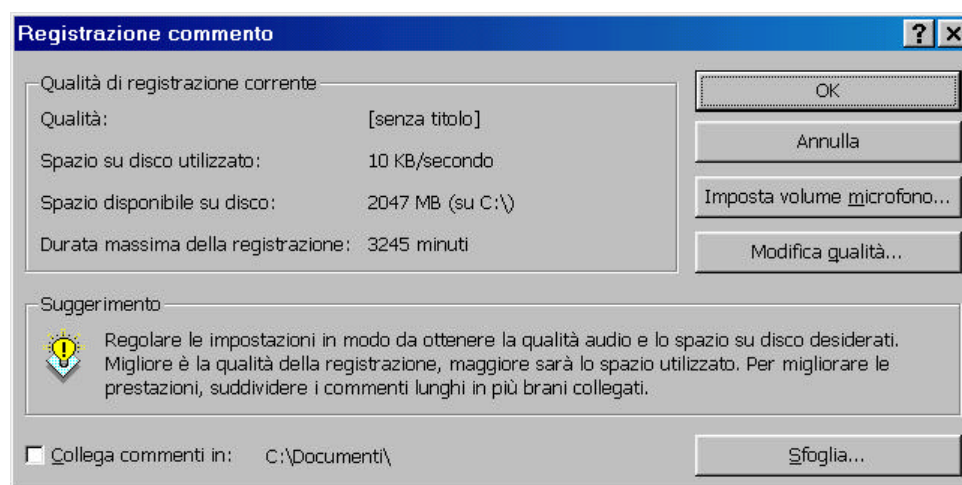 Registrazione commento
Qualità di registrazione corrente
Qualità: [senza titolo]
Spazio su disco utilizzato: 10 KB/secondo
Spazio disponibile su disco: 2047 MB (su C:\)
Durata massima della registrazione: 3245 minuti
OK
Annulla
Imposta volume microfono...
Modifica qualità...
Suggerimento
Regolare le impostazioni in modo da ottenere la qualità audio e lo spazio su disco desiderati.
Migliore è la qualità della registrazione, maggiore sarà lo spazio utilizzato. Per migliorare le
prestazioni, suddividere i commenti lunghi in più brani collegati.
Collega commenti in: C:\Documenti\
Sfoglia...